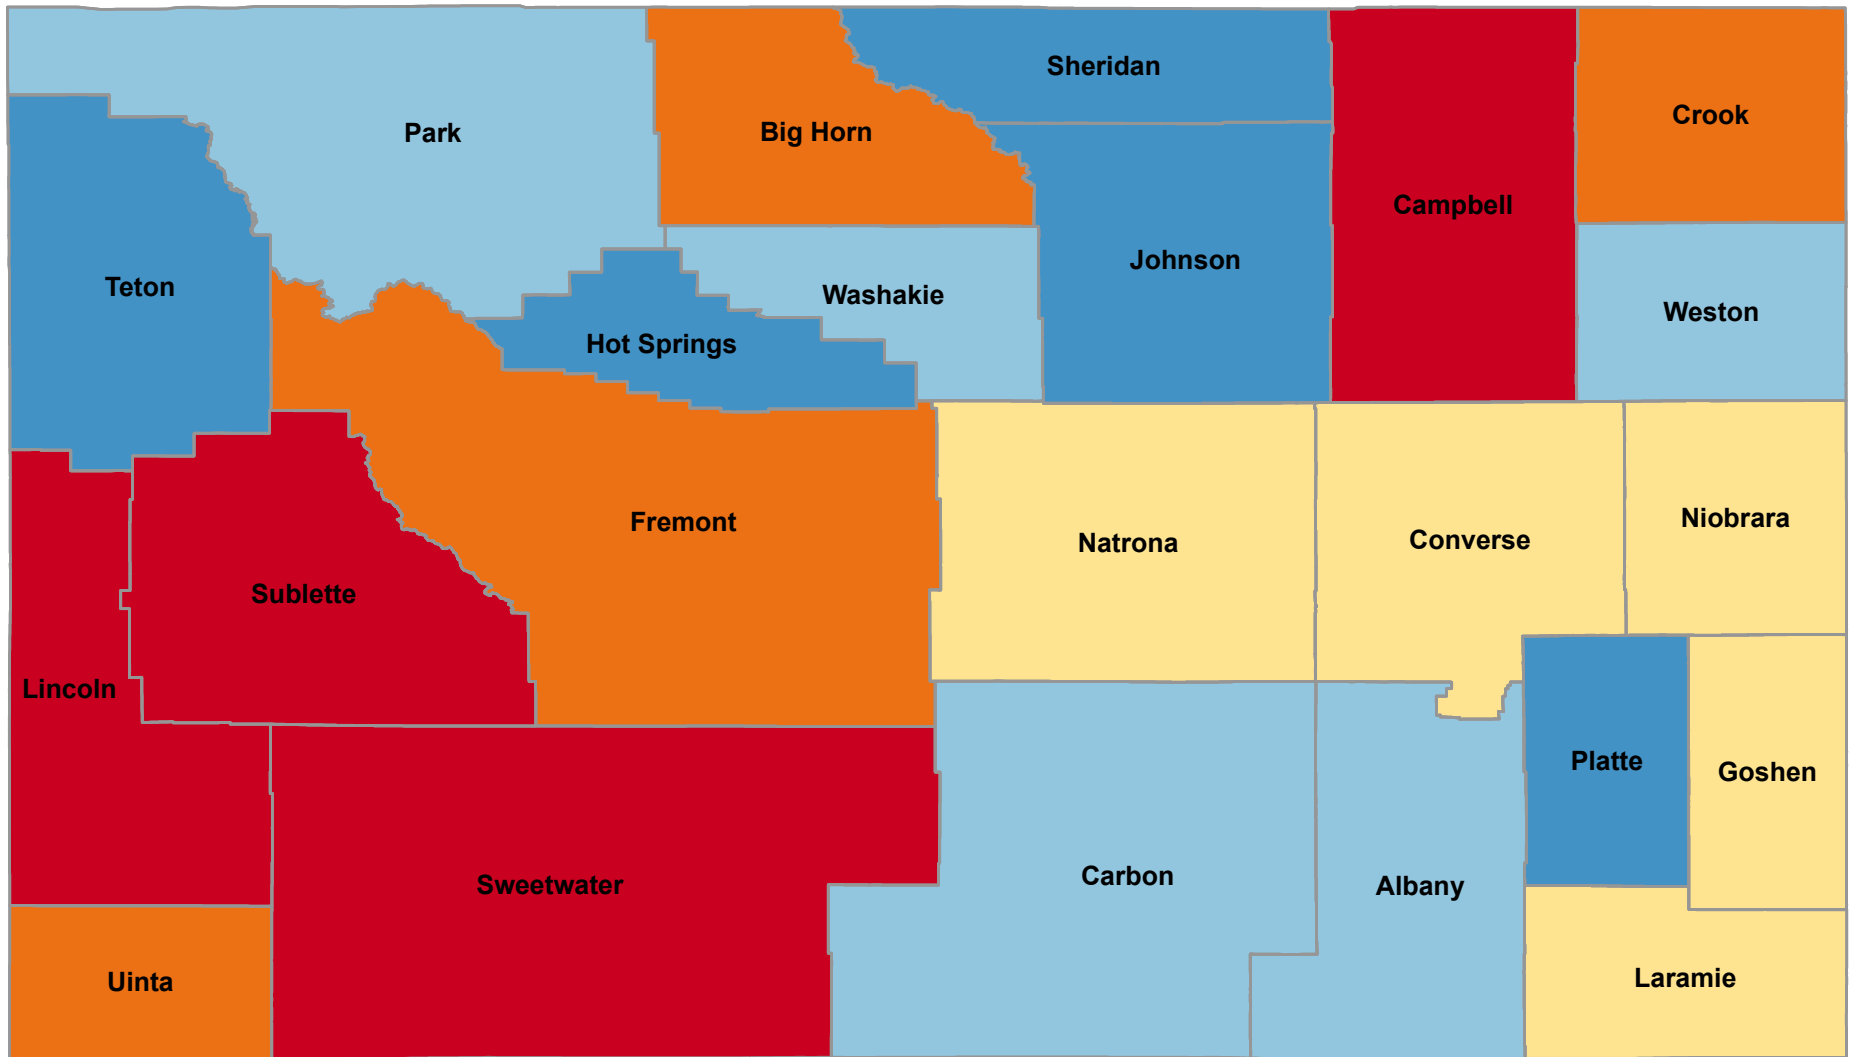 Sheridan
Crook
Park
Big Horn
Campbell
Johnson
Teton
Washakie
Weston
Hot Springs
Fremont
Natrona
Converse
Niobrara
Sublette
Lincoln
Platte
Goshen
Sweetwater
Carbon
Albany
Uinta
Laramie